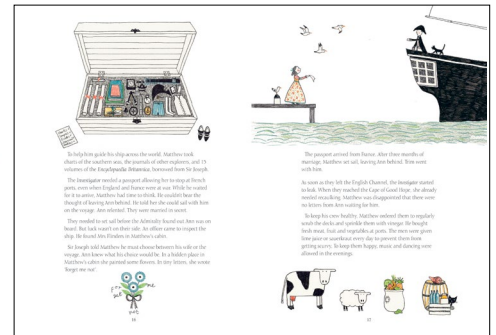 To help him guide his ship across the world, Matthew took
charts of the southern seas, the journals of other explorers, and 15
volumes of the Encyclopaedia Britannica, borrowed from Sir Joseph.
The Investigator needed a passport allowing her to stop at French
ports, even when England and France were at war. While he waited
for it to arrive, Matthew had time to think. He couldn't bear the
thought of leaving Ann behind. He told her she could sail with him
on the voyage. Ann relented. They were married in
They needed to set sail before the Admiralty found out Ann was on
board. But luck wasn't on their side. An officer came to inspect the
ship. He found Mrs Flinders in Matthew's cabin.
Sir Joseph told Matthew he must choose between his wife or the
voyage. Ann knew what his choice would be. In a hidden place in
Matthew's cabin she painted some flowers. In tiny letters, she wrote
'Forget me not'.
For
get
me
not
16
The passport arrived from France. After three months of
marriage, Matthew set sail, leaving Ann behind. Trim went
with him.
As soon as they left the English Channel, the Investigator started
to leak. When they reached the Cape of Good Hope, she already
needed recaulking. Matthew was disappointed that there were
no letters from Ann waiting for him.
To keep his crew healthy, Matthew ordered them to regularly
scrub the decks and sprinkle them with vinegar. He bought
fresh meat, fruit and vegetables at ports. The men were given
lime juice or sauerkraut every day to prevent them from
getting scurvy. To keep them happy, music and dancing were
allowed in the evenings.
17